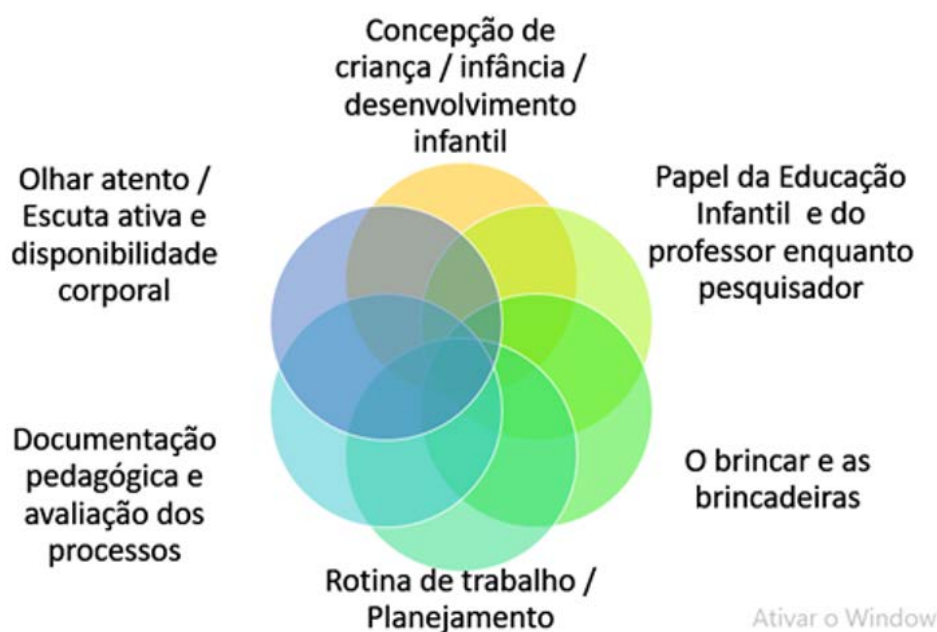 Concepção de
criança / infância /
desenvolvimento
infantil
Olhar atento /
Escuta ativa e
disponibilidade
corporal
Papel da Educação
Infantil e do
professor enquanto
pesquisador
Documentação
pedagógica e
avaliação dos
processos
O brincar e as
brincadeiras
Rotina de trabalho /
Planejamento
Ativar o Window